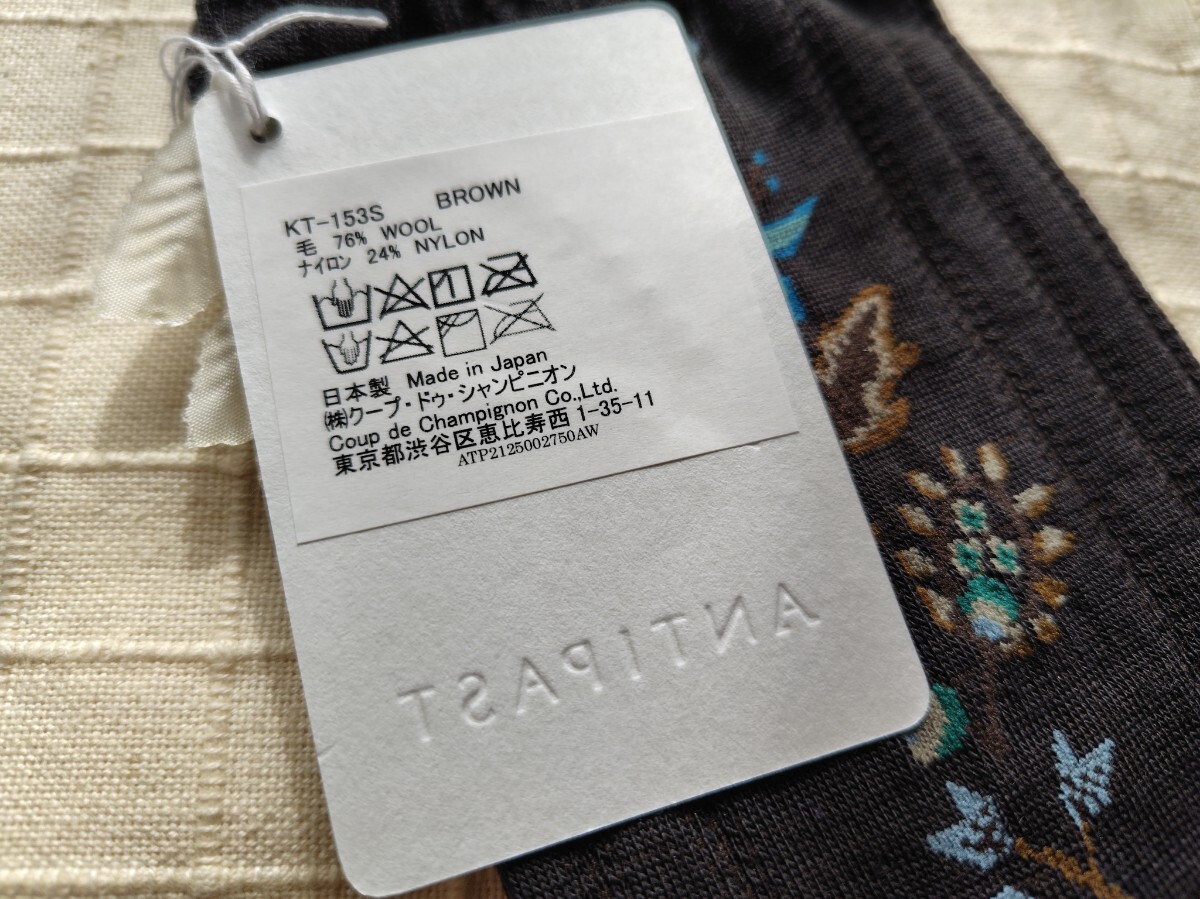 KT-153S BROWN
毛 76% WOOL
ナイロン 24% NYLON
日本製 Made in Japan
㈱クープ・ドゥ・シャンピニオン
Coup de Champignon Co.,Ltd.
東京都渋谷区恵比寿西 1-35-11
ATP2125002750AW
ANTIPAST